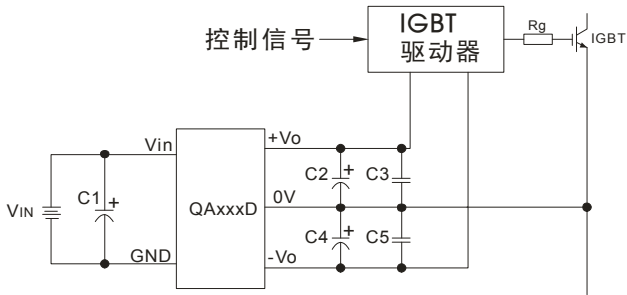 IGBT
驱动器
控制信号
Rg
IGBT
Vin
+Vo
C1
+
C2
+
C3
VIN
QAxxxD
0V
C4
+
C5
GND
-Vo